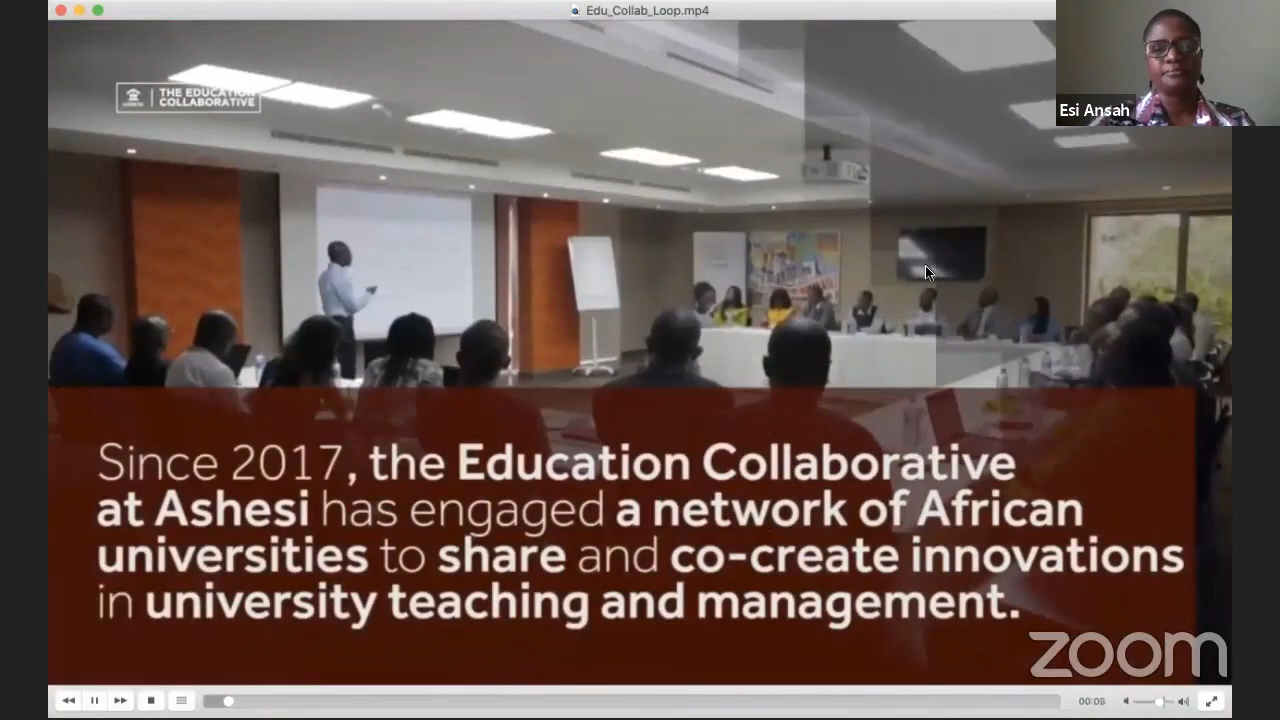 Edu_Collab_Loop.mp4
THE EDUCATION
COLLABORATIVE
Esi Ansah
Since 2017, the Education Collaborative
at Ashesi has engaged a network of African
universities to share and co-create innovations
in university teaching and management.
zoom
00:08